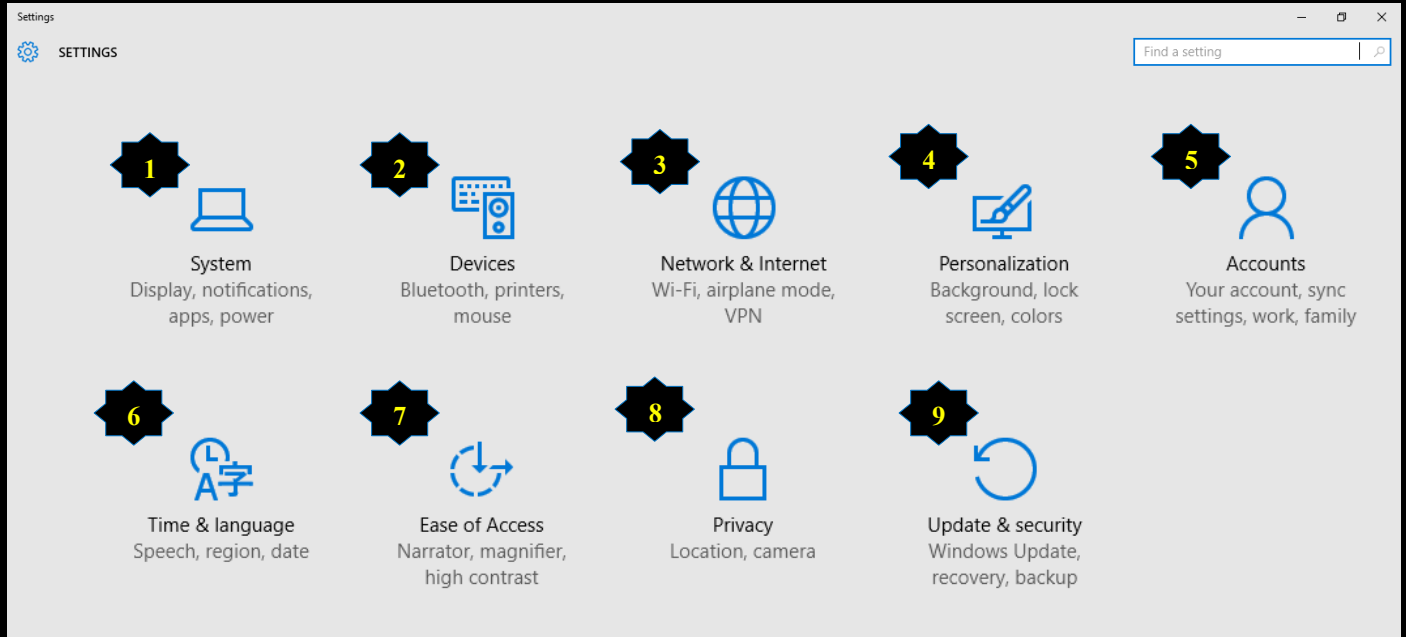 Settings
SETTINGS
Find a setting
1
2
3
4
5
System
Display, notifications,
apps, power
Devices
Bluetooth, printers,
mouse
Network & Internet
Wi-Fi, airplane mode,
VPN
Personalization
Background, lock
screen, colors
Accounts
Your account, sync
settings, work, family
6
7
8
9
A字
Time & language
Speech, region, date
Ease of Access
Narrator, magnifier,
high contrast
Privacy
Location, camera
Update & security
Windows Update,
recovery, backup